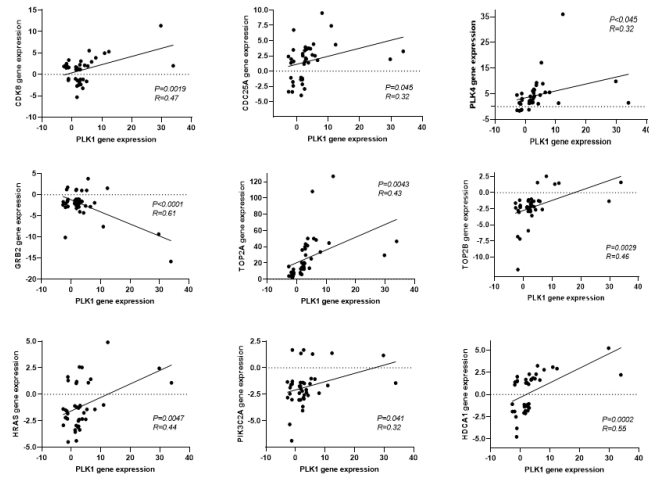 CDK8 gene expression
15
10
5
0
-5
-10
P=0.0019
R=0.47
-10 0 10 20 30 40
PLK1 gene expression
CDC25A gene expression
10.0
7.5
5.0
2.5
0.0
-2.5
-5.0
P=0.045
R=0.32
0 10 20 30 40
PLK1 gene expression
PLK4 gene expression
35
25
15
5
-5
P<0.045
R=0.32
-10 0 10 20 30 40
PLK1 gene expression
GRB2 gene expression
5
0
-5
-10
-15
-20
P<0.0001
R=0.61
-10 0 10 20 30 40
PLK1 gene expression
TOP2A gene expression
120
100
80
60
40
20
0
P=0.0043
R=0.43
-10 0 10 20 30 40
PLK1 gene expression
TOP2B gene expression
2.5
0.0
-2.5
-5.0
-7.5
-10.0
P=0.0029
R=0.46
-10 0 10 20 30 40
PLK1 gene expression
HRAS gene expression
5.0
2.5
0.0
-2.5
-5.0
P=0.0047
R=0.44
-10 0 10 20 30 40
PLK1 gene expression
PIK3C2A gene expression
2.5
0.0
-2.5
-5.0
P=0.041
R=0.32
-10 0 10 20 30 40
PLK1 gene expression
HDCA1 gene expression
5.0
2.5
0.0
-2.5
-5.0
P=0.0002
R=0.55
-10 0 10 20 30 40
PLK1 gene expression